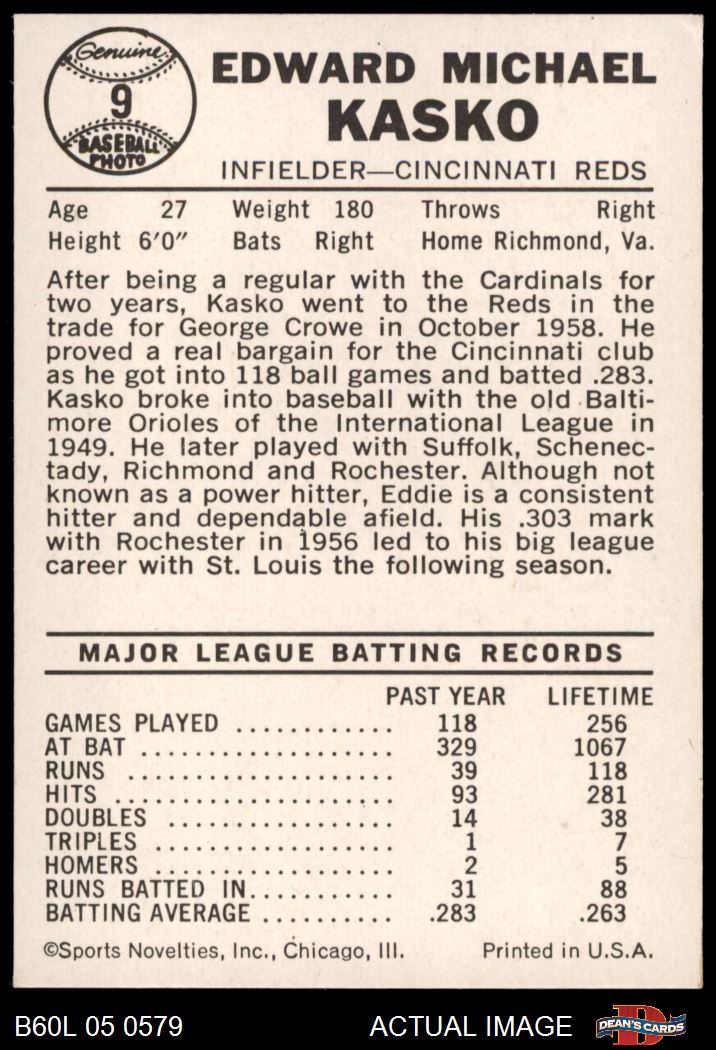 Genuine
9
BASEBALL
PHOTO
EDWARD MICHAEL
KASKO
INFIELDER—CINCINNATI REDS
Age 27 Weight 180 Throws Right
Height 6'0" Bats Right Home Richmond, Va.
After being a regular with the Cardinals for
two years, Kasko went to the Reds in the
trade for George Crowe in October 1958. He
proved a real bargain for the Cincinnati club
as he got into 118 ball games and batted .283.
Kasko broke into baseball with the old Balti-
more Orioles of the International League in
1949. He later played with Suffolk, Schenec-
tady, Richmond and Rochester. Although not
known as a power hitter, Eddie is a consistent
hitter and dependable afield. His .303 mark
with Rochester in 1956 led to his big league
career with St. Louis the following season.
MAJOR LEAGUE BATTING RECORDS
PAST YEAR LIFETIME
GAMES PLAYED ............ 118 256
AT BAT ................... 329 1067
RUNS .................... 39 118
HITS ..................... 93 281
DOUBLES ................. 14 38
TRIPLES .................. 1 7
HOMERS .................. 2 5
RUNS BATTED IN........... 31 88
BATTING AVERAGE .......... .283 .263
©Sports Novelties, Inc., Chicago, Ill. Printed in U.S.A.
B60L 05 0579 ACTUAL IMAGE D DEAN'S CARDS